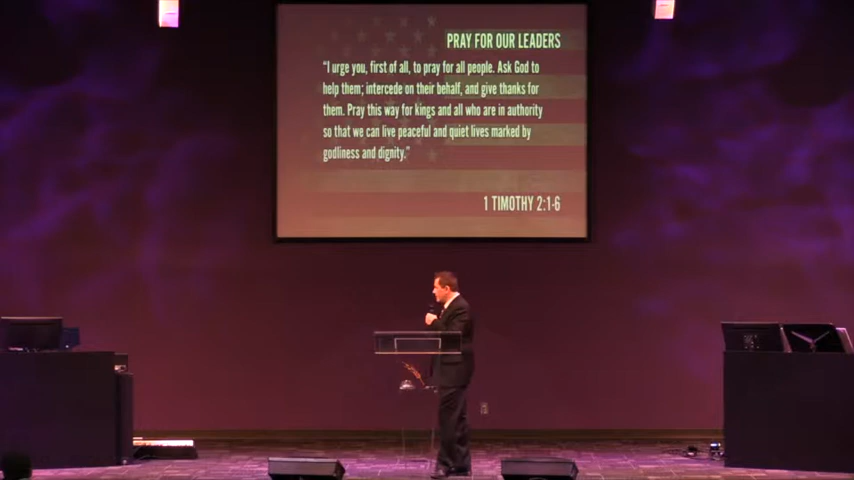 PRAY FOR OUR LEADERS
“I urge you, first of all, to pray for all people. Ask God to
help them; intercede on their behalf, and give thanks for
them. Pray this way for kings and all who are in authority
so that we can live peaceful and quiet lives marked by
godliness and dignity.”
1 TIMOTHY 2:1-6